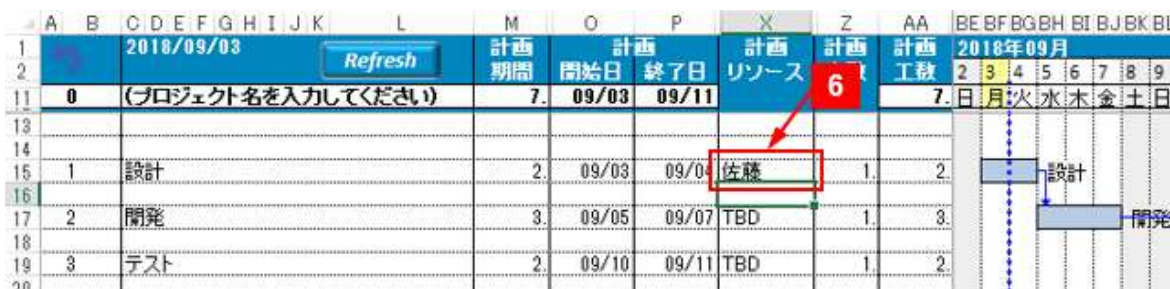 A B C D E F G H I J K L M O P X Z AA BE BF BG BH BI BJ BK BL
1 2018/09/03 Refresh 計画 計画 計画 計画 計画 2018年09月
2 期間 開始日 終了日 リソース 工数 2 3 4 5 6 7 8 9
11 0 (プロジェクト名を入力してください) 7. 09/03 09/11 6 7. 日 月 火 水 木 金 土 日
13
14
15 1 設計 2. 09/03 09/04 佐藤 1. 2. 設計
16
17 2 開発 3. 09/05 09/07 TBD 1. 3. 開発
18
19 3 テスト 2. 09/10 09/11 TBD 1. 2.